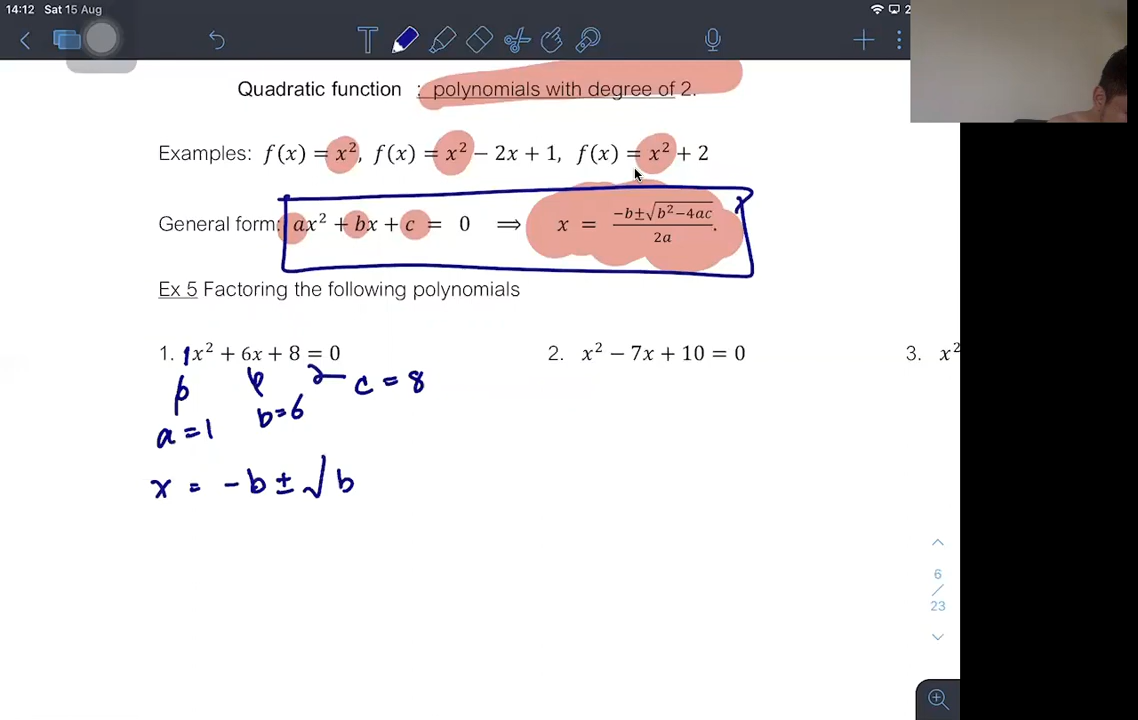 14:12 Sat 15 Aug
Quadratic function : polynomials with degree of 2.
Examples: f(x) = x², f(x) = x² − 2x + 1, f(x) = x² + 2
General form: ax² + bx + c = 0 ⟹ x = (−b±√(b²−4ac))/(2a).
Ex 5 Factoring the following polynomials
1. 1x² + 6x + 8 = 0 2. x² − 7x + 10 = 0 3. x²
c = 8
b=6
a=1
x = -b ± √b
6
/
23